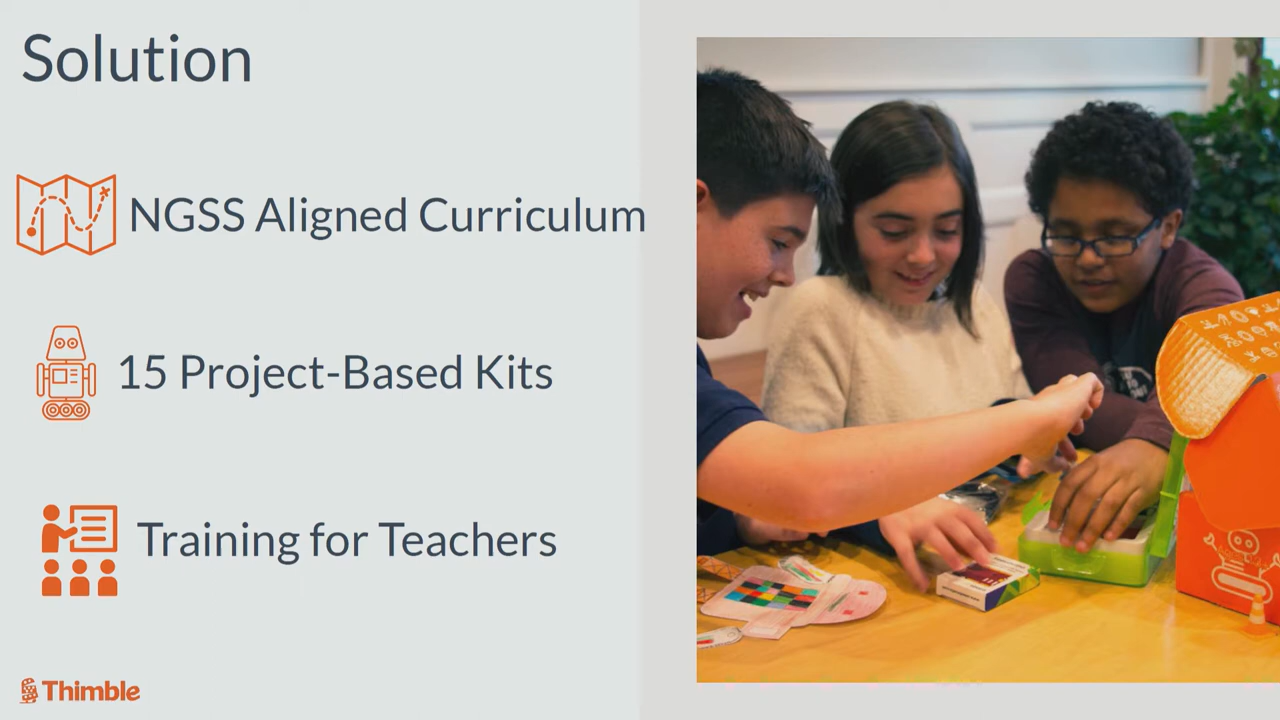 Solution
NGSS Aligned Curriculum
15 Project-Based Kits
Training for Teachers
Thimble